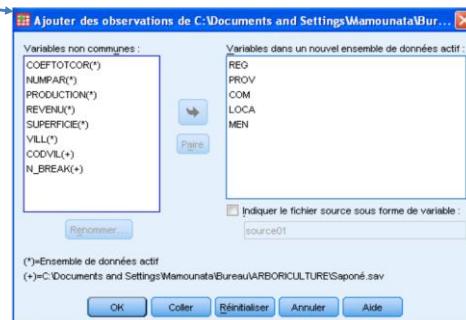 Ajouter des observations de C:\Documents and Settings\Mamounata\Bur...
Variables non communes :
COEFTOTCOR(*)
NUMPAR(*)
PRODUCTION(*)
REVENU(*)
SUPERFICIE(*)
VILL(*)
CODVIL(+)
N_BREAK(+)
Renommer...
Paire
Variables dans un nouvel ensemble de données actif :
REG
PROV
COM
LOCA
MEN
Indiquer le fichier source sous forme de variable :
source01
(*)=Ensemble de données actif
(+)=C:\Documents and Settings\Mamounata\Bureau\ARBORICULTURE\Saponé.sav
OK
Coller
Réinitialiser
Annuler
Aide